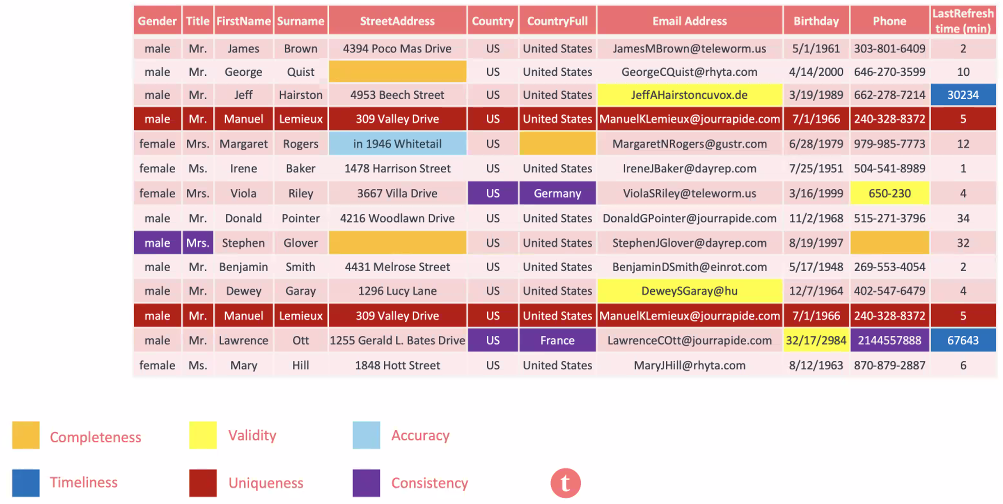 Gender Title FirstName Surname StreetAddress Country CountryFull Email Address Birthday Phone LastRefresh time (min)
male Mr. James Brown 4394 Poco Mas Drive US United States JamesMBrown@teleworm.us 5/1/1961 303-801-6409 2
male Mr. George Quist US United States GeorgeCQuist@rhyta.com 4/14/2000 646-270-3599 10
male Mr. Jeff Hairston 4953 Beech Street US United States JeffAHairstoncuvox.de 3/19/1989 662-278-7214 30234
male Mr. Manuel Lemieux 309 Valley Drive US United States ManuelKLemieux@jourrapide.com 7/1/1966 240-328-8372 5
female Mrs. Margaret Rogers in 1946 Whitetail US MargaretNRogers@gustr.com 6/28/1979 979-985-7773 12
female Ms. Irene Baker 1478 Harrison Street US United States IreneJBaker@dayrep.com 7/25/1951 504-541-8989 1
female Mrs. Viola Riley 3667 Villa Drive US Germany ViolaSRiley@teleworm.us 3/16/1999 650-230 4
male Mr. Donald Pointer 4216 Woodlawn Drive US United States DonaldGPointer@jourrapide.com 11/2/1968 515-271-3796 34
male Mrs. Stephen Glover US United States StephenJGlover@dayrep.com 8/19/1997 32
male Mr. Benjamin Smith 4431 Melrose Street US United States BenjaminDSmith@einrot.com 5/17/1948 269-553-4054 2
male Mr. Dewey Garay 1296 Lucy Lane US United States DeweySGaray@hu 12/7/1964 402-547-6479 4
male Mr. Manuel Lemieux 309 Valley Drive US United States ManuelKLemieux@jourrapide.com 7/1/1966 240-328-8372 5
male Mr. Lawrence Ott 1255 Gerald L. Bates Drive US France LawrenceCOtt@jourrapide.com 32/17/2984 2144557888 67643
female Ms. Mary Hill 1848 Hott Street US United States MaryJHill@rhyta.com 8/12/1963 870-879-2887 6
Completeness Validity Accuracy
Timeliness Uniqueness Consistency
t